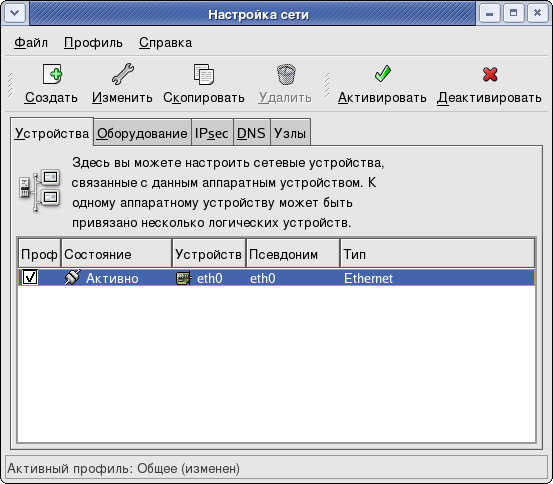 Настройка сети
Файл Профиль Справка
Создать Изменить Скопировать Удалить Активировать Деактивировать
Устройства Оборудование IPsec DNS Узлы
Здесь вы можете настроить сетевые устройства,
связанные с данным аппаратным устройством. К
одному аппаратному устройству может быть
привязано несколько логических устройств.
Проф Состояние Устройств Псевдоним Тип
Активно eth0 eth0 Ethernet
Активный профиль: Общее (изменен)